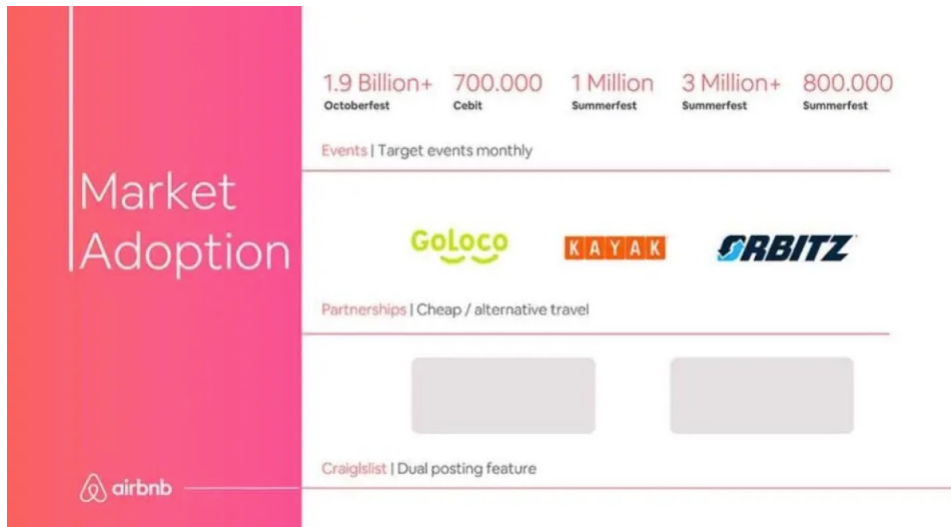 Market
Adoption
airbnb
1.9 Billion+ 700.000 1 Million 3 Million+ 800.000
Octoberfest Cebit Summerfest Summerfest Summerfest
Events | Target events monthly
GoLoco KAYAK ORBITZ
Partnerships | Cheap / alternative travel
Craiglslist | Dual posting feature